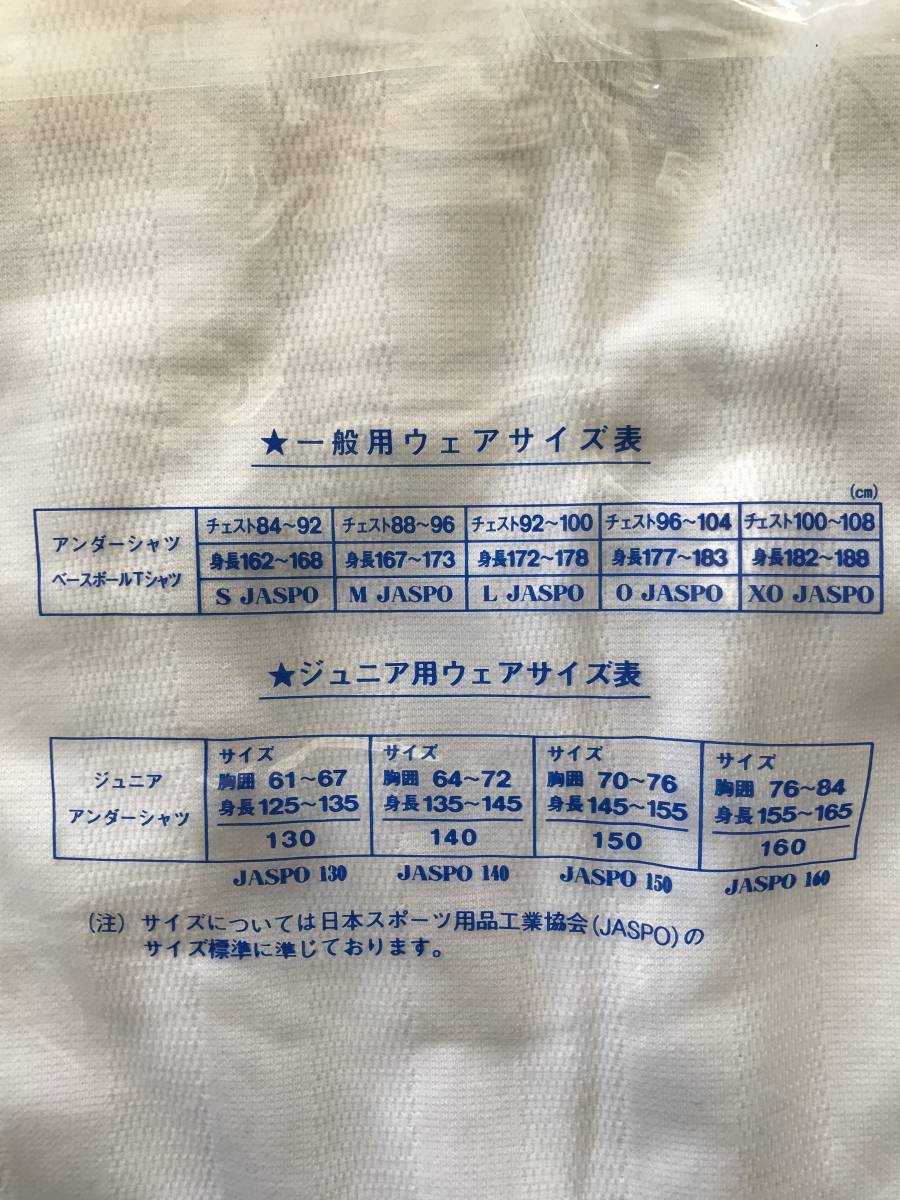 ★一般用ウェアサイズ表
(cm)
アンダーシャツ
ベースボールTシャツ
チェスト84〜92 チェスト88〜96 チェスト92〜100 チェスト96〜104 チェスト100〜108
身長162〜168 身長167〜173 身長172〜178 身長177〜183 身長182〜188
S JASPO M JASPO L JASPO O JASPO XO JASPO
★ジュニア用ウェアサイズ表
ジュニア
アンダーシャツ
サイズ サイズ サイズ サイズ
胸囲 61〜67 胸囲 64〜72 胸囲 70〜76 胸囲 76〜84
身長125〜135 身長135〜145 身長145〜155 身長155〜165
130 140 150 160
JASPO 130 JASPO 140 JASPO 150 JASPO 160
(注) サイズについては日本スポーツ用品工業協会(JASPO)の
サイズ標準に準じております。